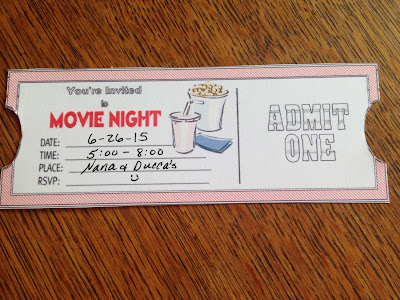 You're Invited
to
MOVIE NIGHT
DATE: 6-26-15
TIME: 5:00 - 8:00
PLACE: Nana & Ducca's
RSVP:
ADMIT
ONE